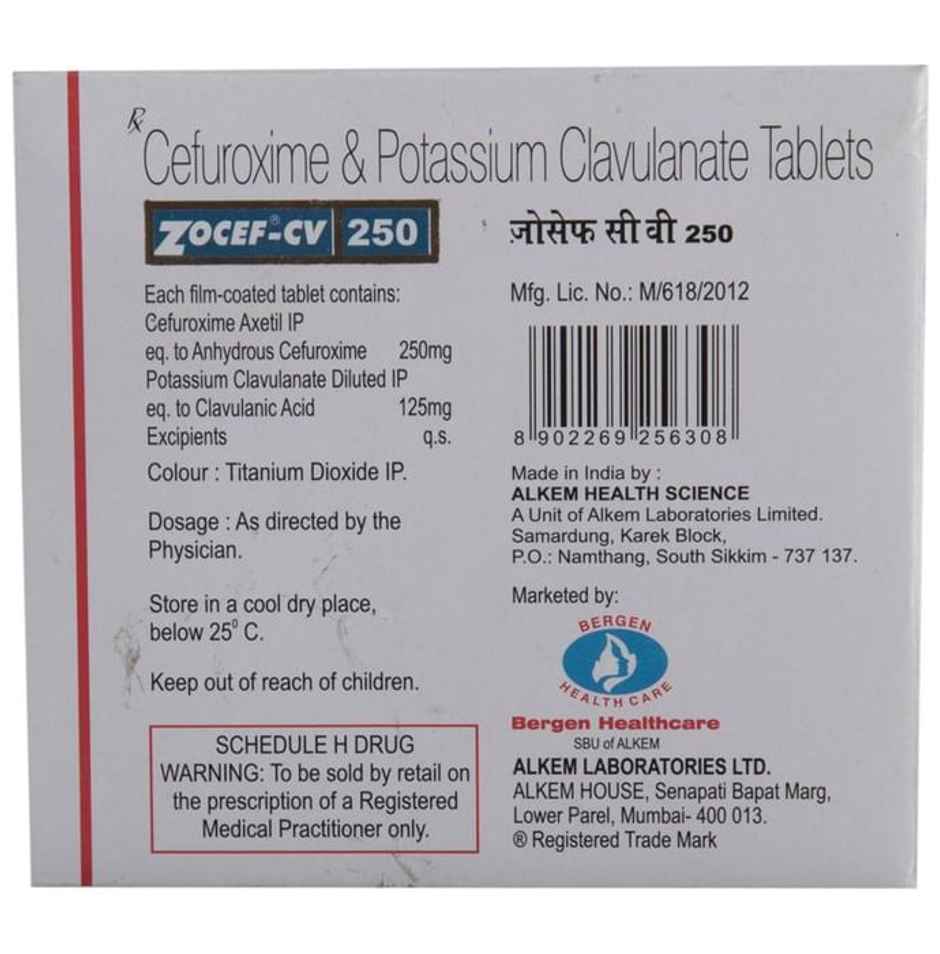 Rx Cefuroxime & Potassium Clavulanate Tablets
ZOCEF®-CV 250
Each film-coated tablet contains:
Cefuroxime Axetil IP
eq. to Anhydrous Cefuroxime 250mg
Potassium Clavulanate Diluted IP
eq. to Clavulanic Acid 125mg
Excipients q.s.
Colour : Titanium Dioxide IP.
Dosage : As directed by the
Physician.
Store in a cool dry place,
below 25⁰ C.
Keep out of reach of children.
SCHEDULE H DRUG
WARNING: To be sold by retail on
the prescription of a Registered
Medical Practitioner only.
ज़ोसेफ सी वी 250
Mfg. Lic. No.: M/618/2012
8 902269 256308
Made in India by :
ALKEM HEALTH SCIENCE
A Unit of Alkem Laboratories Limited.
Samardung, Karek Block,
P.O.: Namthang, South Sikkim - 737 137.
Marketed by:
BERGEN
HEALTH CARE
Bergen Healthcare
SBU of ALKEM
ALKEM LABORATORIES LTD.
ALKEM HOUSE, Senapati Bapat Marg,
Lower Parel, Mumbai- 400 013.
® Registered Trade Mark